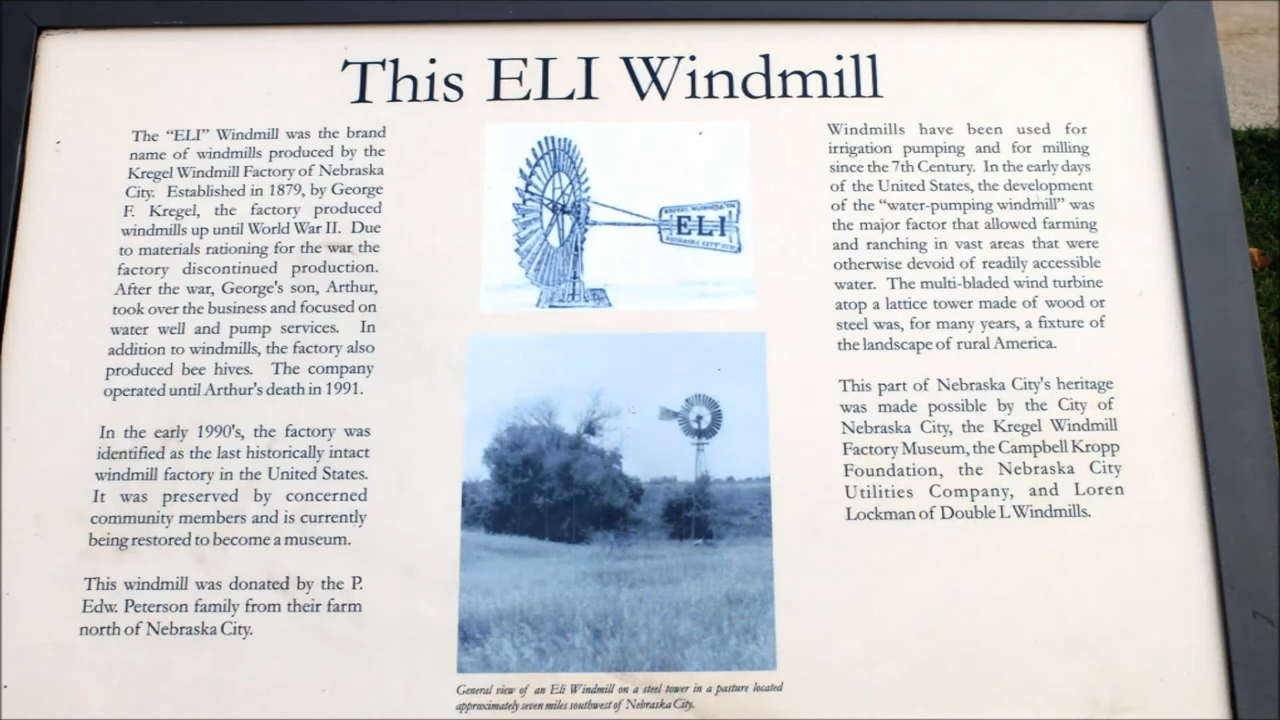 This ELI Windmill
The “ELI” Windmill was the brand
name of windmills produced by the
Kregel Windmill Factory of Nebraska
City. Established in 1879, by George
F. Kregel, the factory produced
windmills up until World War II. Due
to materials rationing for the war the
factory discontinued production.
After the war, George's son, Arthur,
took over the business and focused on
water well and pump services. In
addition to windmills, the factory also
produced bee hives. The company
operated until Arthur's death in 1991.
In the early 1990's, the factory was
identified as the last historically intact
windmill factory in the United States.
It was preserved by concerned
community members and is currently
being restored to become a museum.
This windmill was donated by the P.
Edw. Peterson family from their farm
north of Nebraska City.
ELI
NEBRASKA CITY
General view of an Eli Windmill on a steel tower in a pasture located
approximately seven miles southwest of Nebraska City.
Windmills have been used for
irrigation pumping and for milling
since the 7th Century. In the early days
of the United States, the development
of the “water-pumping windmill” was
the major factor that allowed farming
and ranching in vast areas that were
otherwise devoid of readily accessible
water. The multi-bladed wind turbine
atop a lattice tower made of wood or
steel was, for many years, a fixture of
the landscape of rural America.
This part of Nebraska City's heritage
was made possible by the City of
Nebraska City, the Kregel Windmill
Factory Museum, the Campbell Kropp
Foundation, the Nebraska City
Utilities Company, and Loren
Lockman of Double L Windmills.